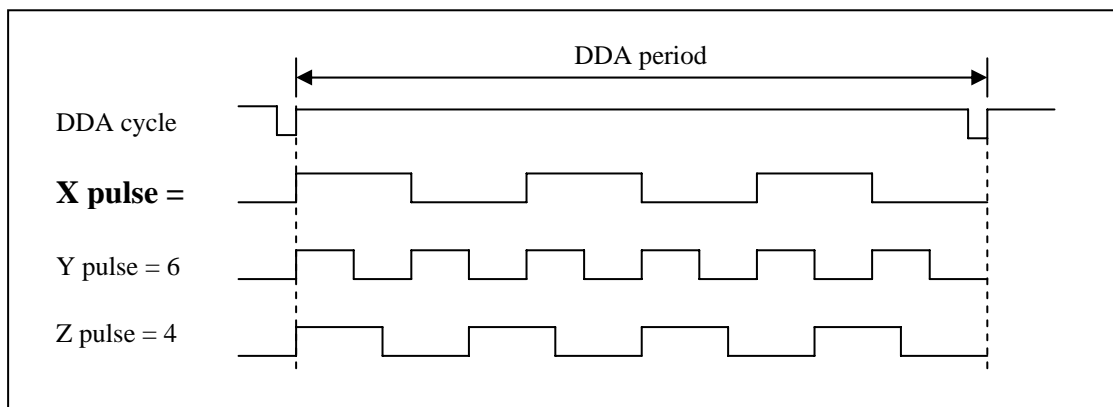 DDA period
DDA cycle
X pulse =
Y pulse = 6
Z pulse = 4